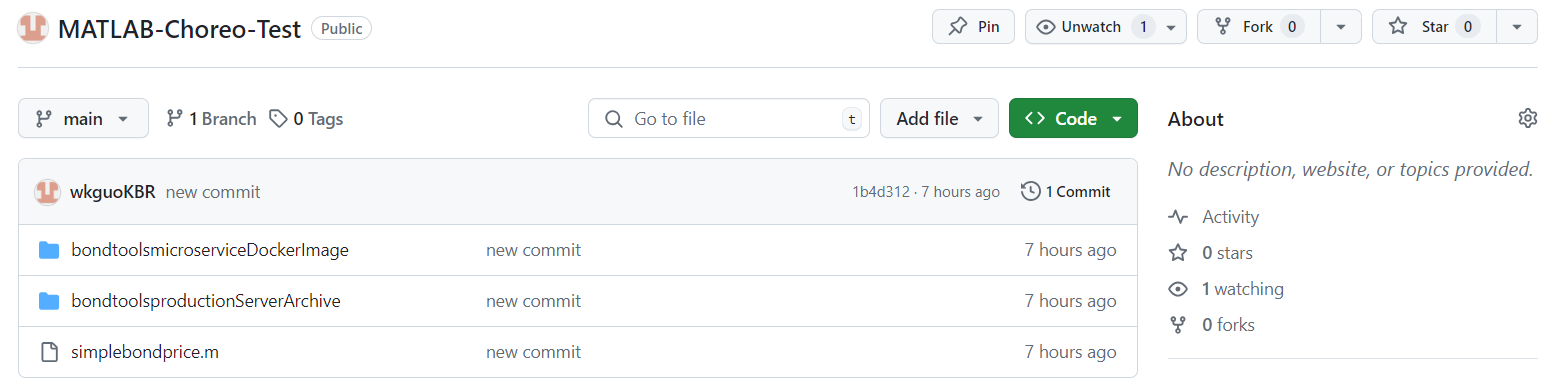 MATLAB-Choreo-Test Public Pin Unwatch 1 Fork 0 Star 0
main 1 Branch 0 Tags Go to file t Add file Code
wkguoKBR new commit 1b4d312 · 7 hours ago 1 Commit
bondtoolsmicroserviceDockerImage new commit 7 hours ago
bondtoolsproductionServerArchive new commit 7 hours ago
simplebondprice.m new commit 7 hours ago
About
No description, website, or topics provided.
Activity
0 stars
1 watching
0 forks